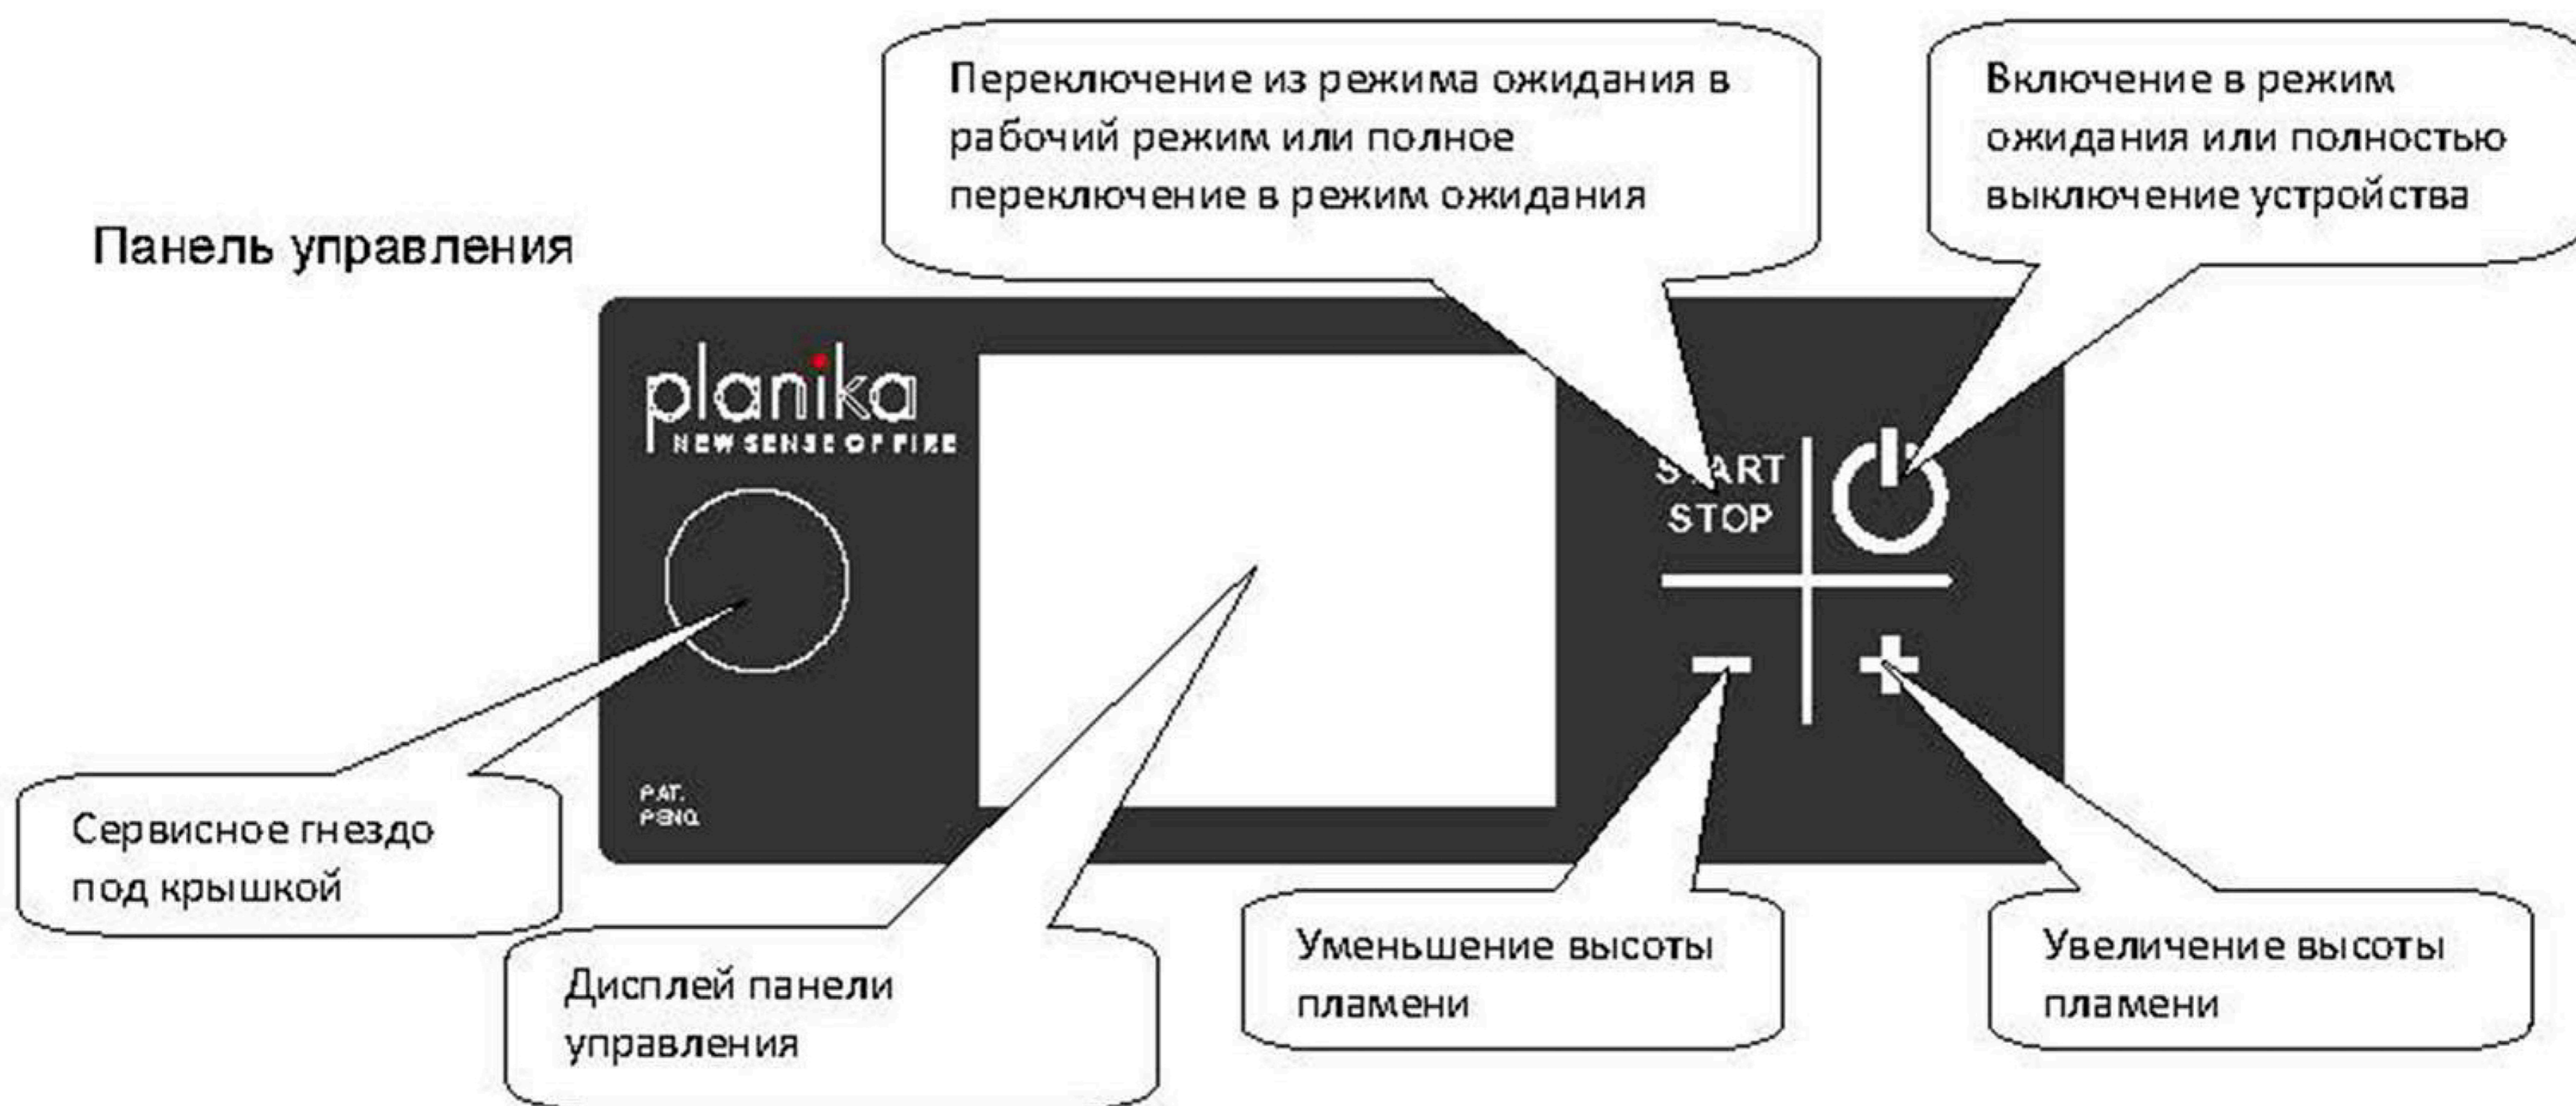 Переключение из режима ожидания в
рабочий режим или полное
переключение в режим ожидания
Включение в режим
ожидания или полностью
выключение устройства
Панель управления
planika
NEW SENSE OF FIRE
START
STOP
Сервисное гнездо
под крышкой
PAT.
PEND.
Дисплей панели
управления
Уменьшение высоты
пламени
Увеличение высоты
пламени